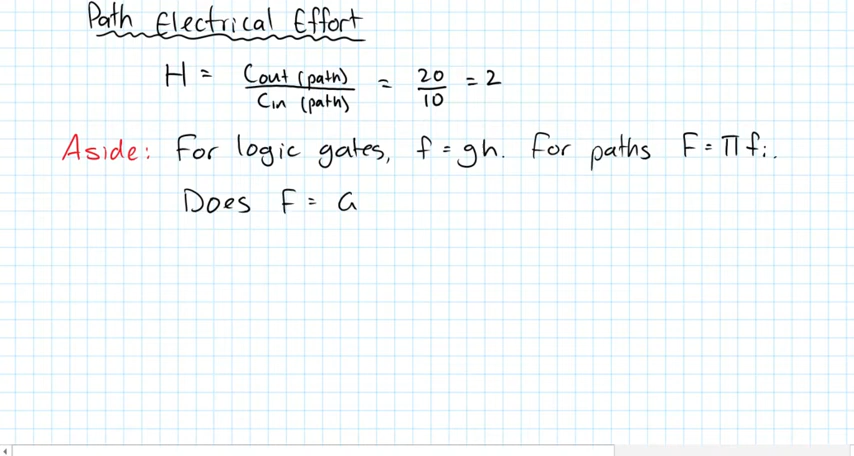 Path Electrical Effort
H = Cout (path) / Cin (path) = 20 / 10 = 2
Aside: For logic gates, f = gh. For paths F = Π fi.
Does F = G